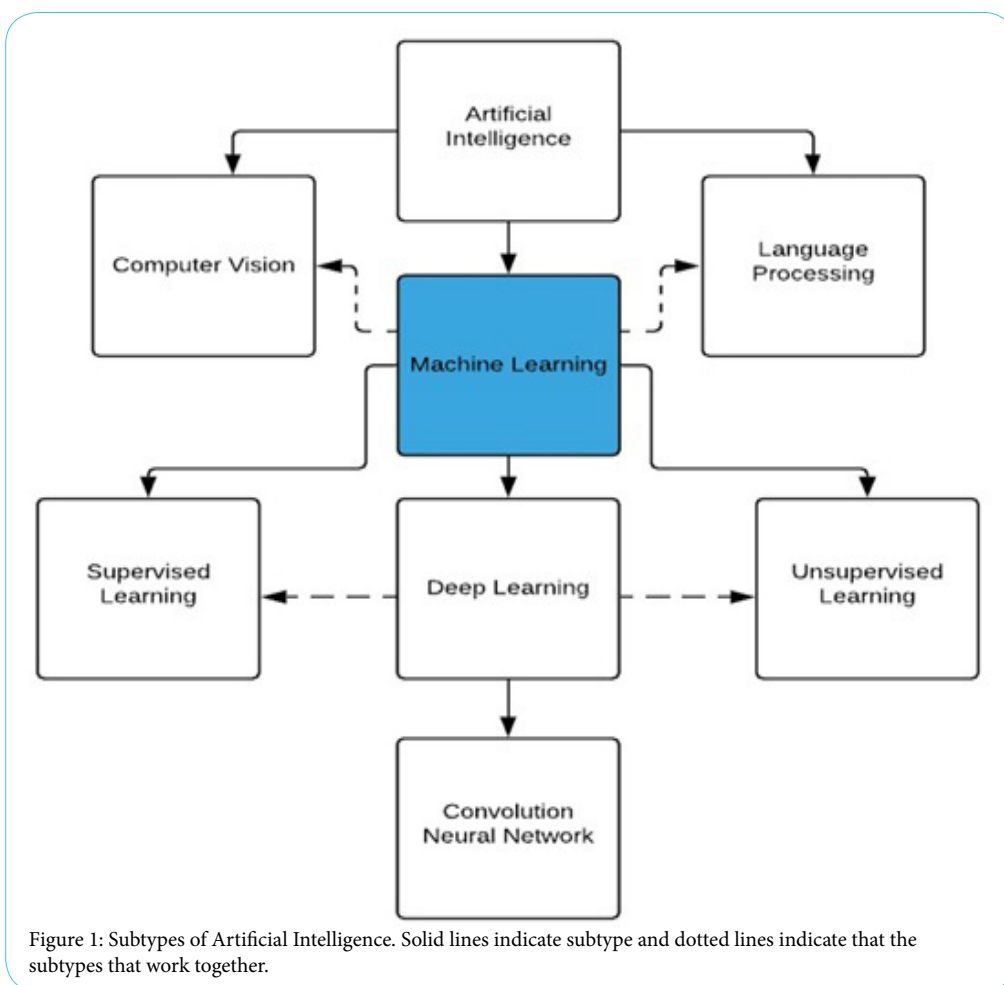 Artificial
Intelligence
Computer Vision
Language
Processing
Machine Learning
Supervised
Learning
Deep Learning
Unsupervised
Learning
Convolution
Neural Network
Figure 1: Subtypes of Artificial Intelligence. Solid lines indicate subtype and dotted lines indicate that the
subtypes that work together.